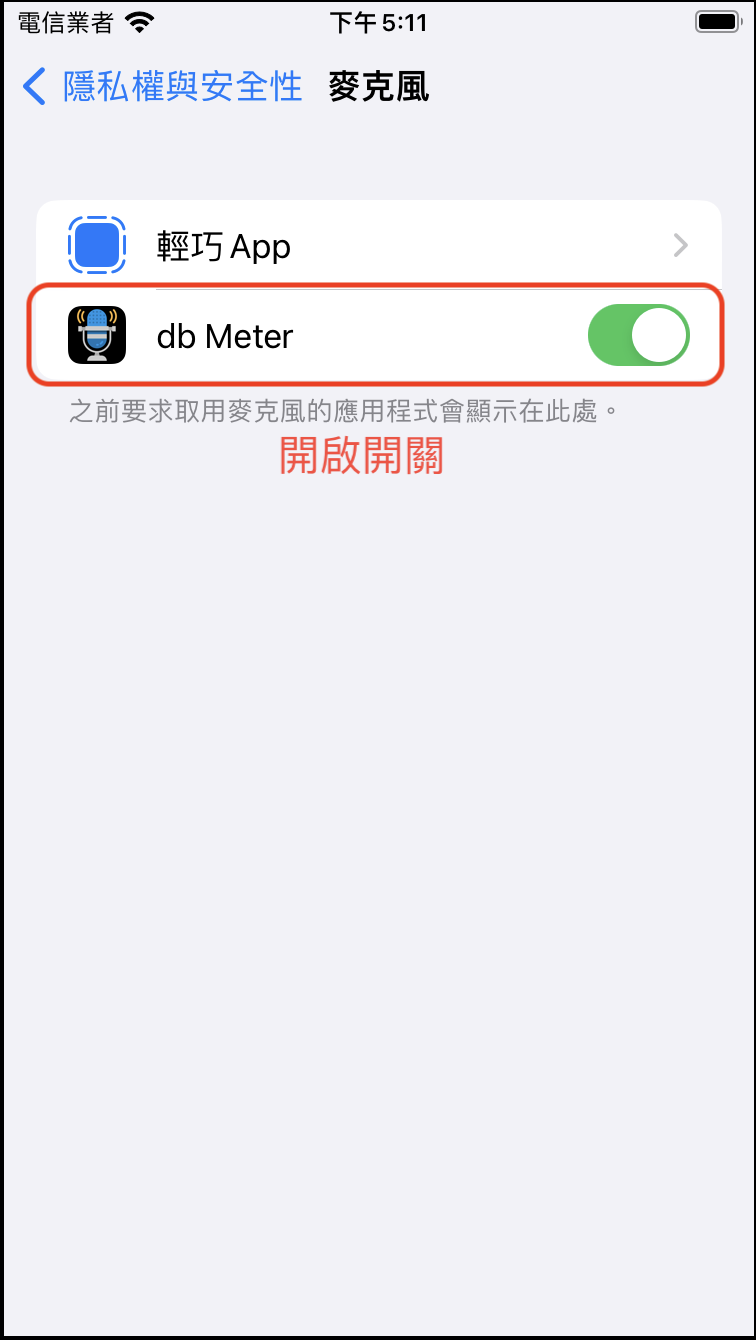 電信業者 下午5:11
隱私權與安全性 麥克風
輕巧 App
db Meter
之前要求取用麥克風的應用程式會顯示在此處。
開啟開關